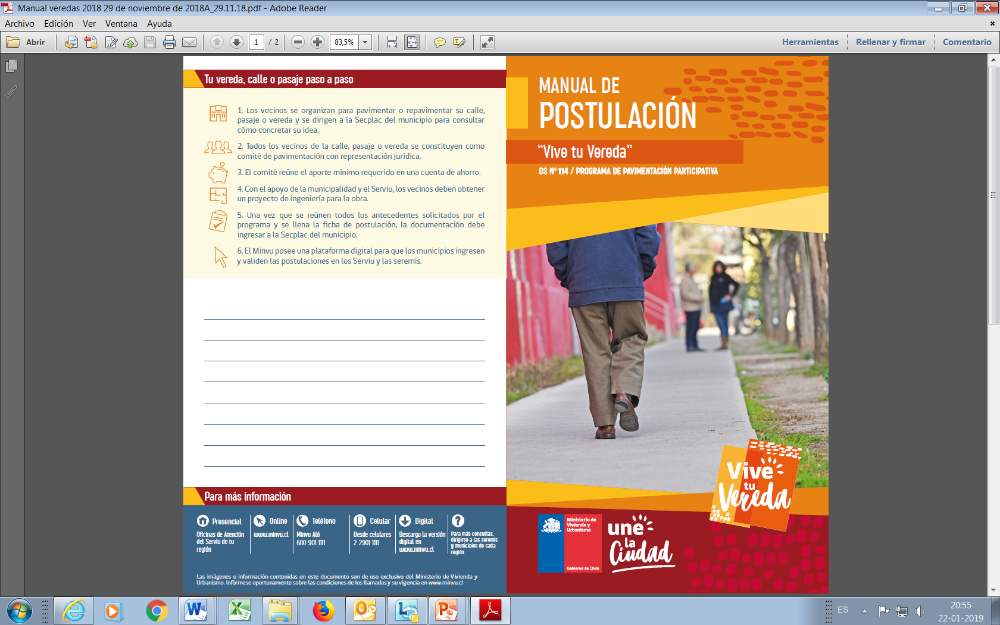 Manual veredas 2018 29 de noviembre de 2018A_29.11.18.pdf - Adobe Reader
Archivo Edición Ver Ventana Ayuda
Abrir
1 / 2
83,5%
Herramientas
Rellenar y firmar
Comentario
Tu vereda, calle o pasaje paso a paso
1. Los vecinos se organizan para pavimentar o repavimentar su calle,
pasaje o vereda y se dirigen a la Secplac del municipio para consultar
cómo concretar su idea.
2. Todos los vecinos de la calle, pasaje o vereda se constituyen como
comité de pavimentación con representación jurídica.
3. El comité reúne el aporte mínimo requerido en una cuenta de ahorro.
4. Con el apoyo de la municipalidad y el Serviu, los vecinos deben obtener
un proyecto de ingeniería para la obra.
5. Una vez que se reúnen todos los antecedentes solicitados por el
programa y se llena la ficha de postulación, la documentación debe
ingresar a la Secplac del municipio.
6. El Minvu posee una plataforma digital para que los municipios ingresen
y validen las postulaciones en los Serviu y las seremis.
Para más información
Presencial
Oficinas de Atención
del Serviu de tu
región
Online
www.minvu.cl
Teléfono
Minvu Aló
600 901 1111
Celular
Desde celulares
2 2901 1111
Digital
Descarga la versión
digital en
www.minvu.cl
?
Para más consultas,
dirigirse a las seremis
y municipios de cada
región
Las imágenes e información contenidas en este documento son de uso exclusivo del Ministerio de Vivienda y
Urbanismo. Infórmese oportunamente sobre las condiciones de los llamados y su vigencia en www.minvu.cl
MANUAL DE
POSTULACIÓN
“Vive tu Vereda”
DS Nº 114 / PROGRAMA DE PAVIMENTACIÓN PARTICIPATIVA
Vive
tu
Vereda
Ministerio de
Vivienda y
Urbanismo
Gobierno de Chile
une
la
Ciudad
ES
20:55
22-01-2019